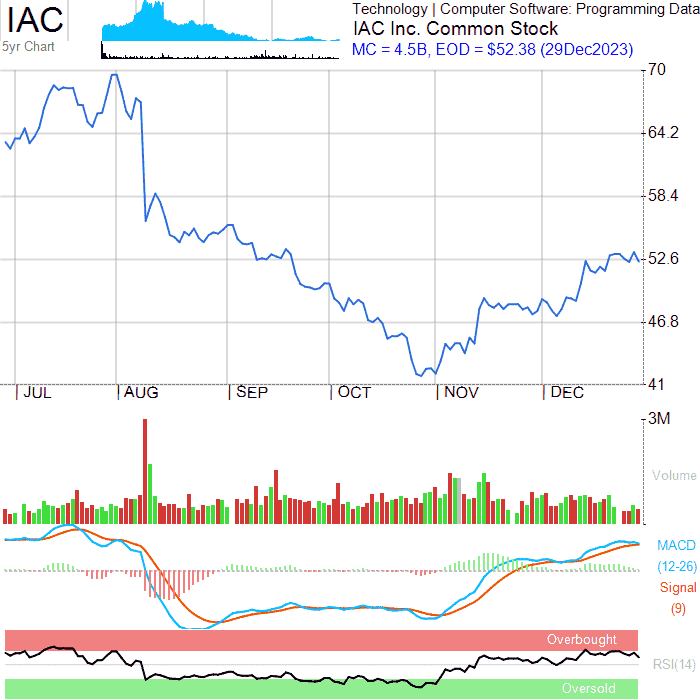 IAC
5yr Chart
Technology | Computer Software: Programming Data
IAC Inc. Common Stock
MC = 4.5B, EOD = $52.38 (29Dec2023)
70
64.2
58.4
52.6
46.8
41
JUL AUG SEP OCT NOV DEC
3M
Volume
MACD
(12-26)
Signal
(9)
Overbought
RSI(14)
Oversold